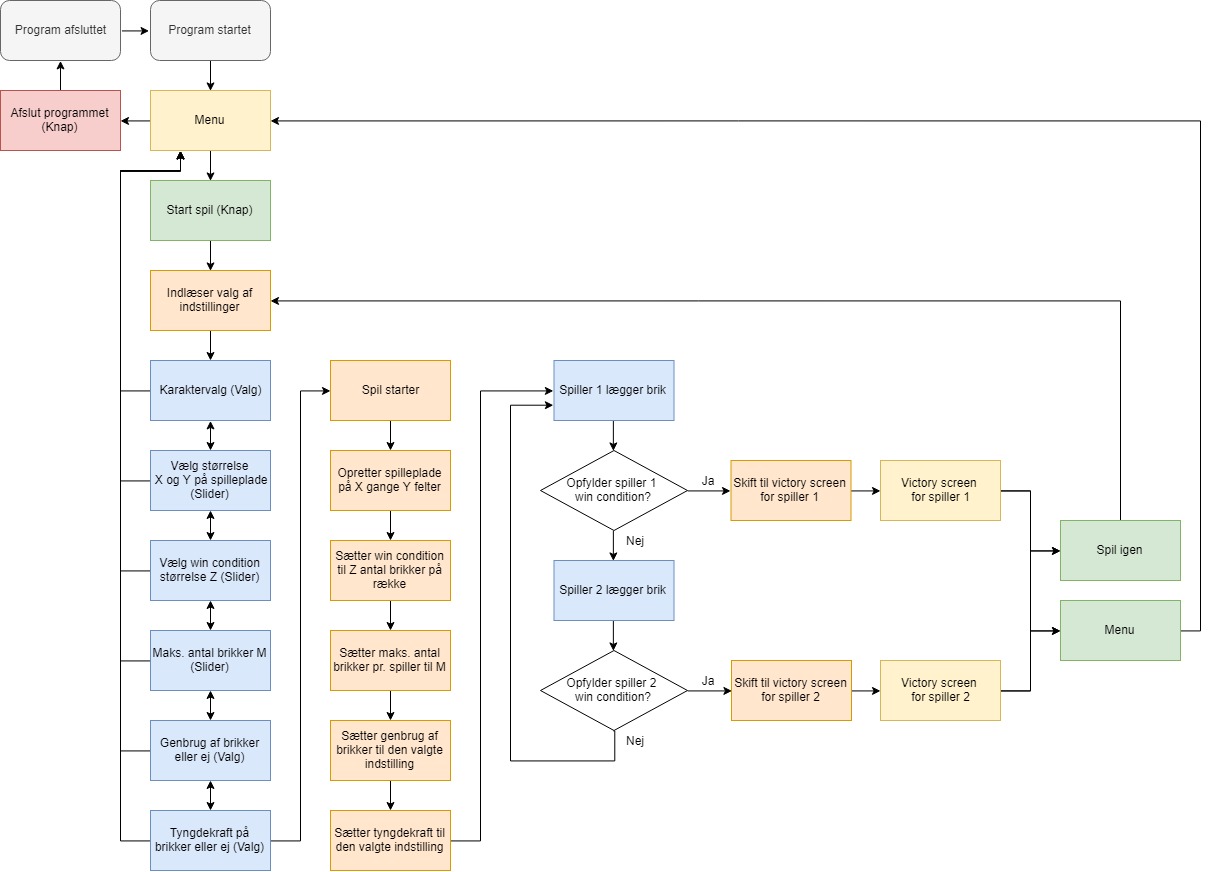 Program afsluttet
Program startet
Afslut programmet
(Knap)
Menu
Start spil (Knap)
Indlæser valg af
indstillinger
Karaktervalg (Valg)
Vælg størrelse
X og Y på spilleplade
(Slider)
Vælg win condition
størrelse Z (Slider)
Maks. antal brikker M
(Slider)
Genbrug af brikker
eller ej (Valg)
Tyngdekraft på
brikker eller ej (Valg)
Spil starter
Opretter spilleplade
på X gange Y felter
Sætter win condition
til Z antal brikker på
række
Sætter maks. antal
brikker pr. spiller til M
Sætter genbrug af
brikker til den valgte
indstilling
Sætter tyngdekraft til
den valgte indstilling
Spiller 1 lægger brik
Opfylder spiller 1
win condition?
Ja
Skift til victory screen
for spiller 1
Victory screen
for spiller 1
Nej
Spiller 2 lægger brik
Opfylder spiller 2
win condition?
Ja
Skift til victory screen
for spiller 2
Victory screen
for spiller 2
Nej
Spil igen
Menu